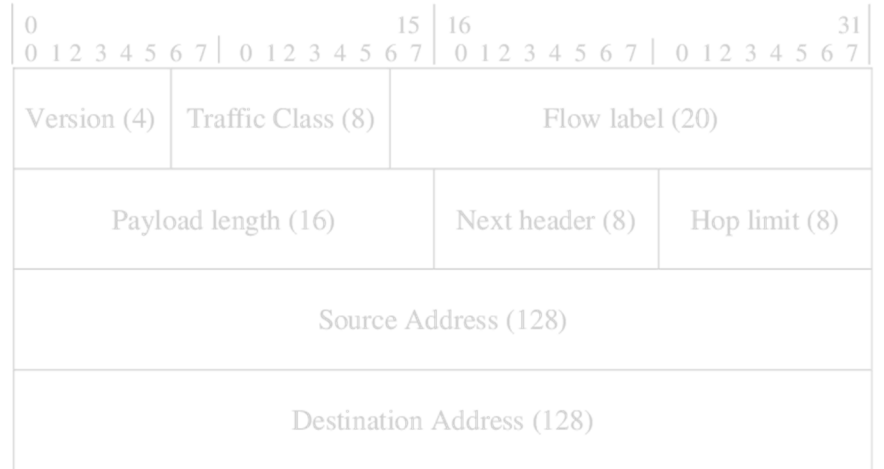 0 15 16 31
0 1 2 3 4 5 6 7 0 1 2 3 4 5 6 7 0 1 2 3 4 5 6 7 0 1 2 3 4 5 6 7
Version (4) Traffic Class (8) Flow label (20)
Payload length (16) Next header (8) Hop limit (8)
Source Address (128)
Destination Address (128)